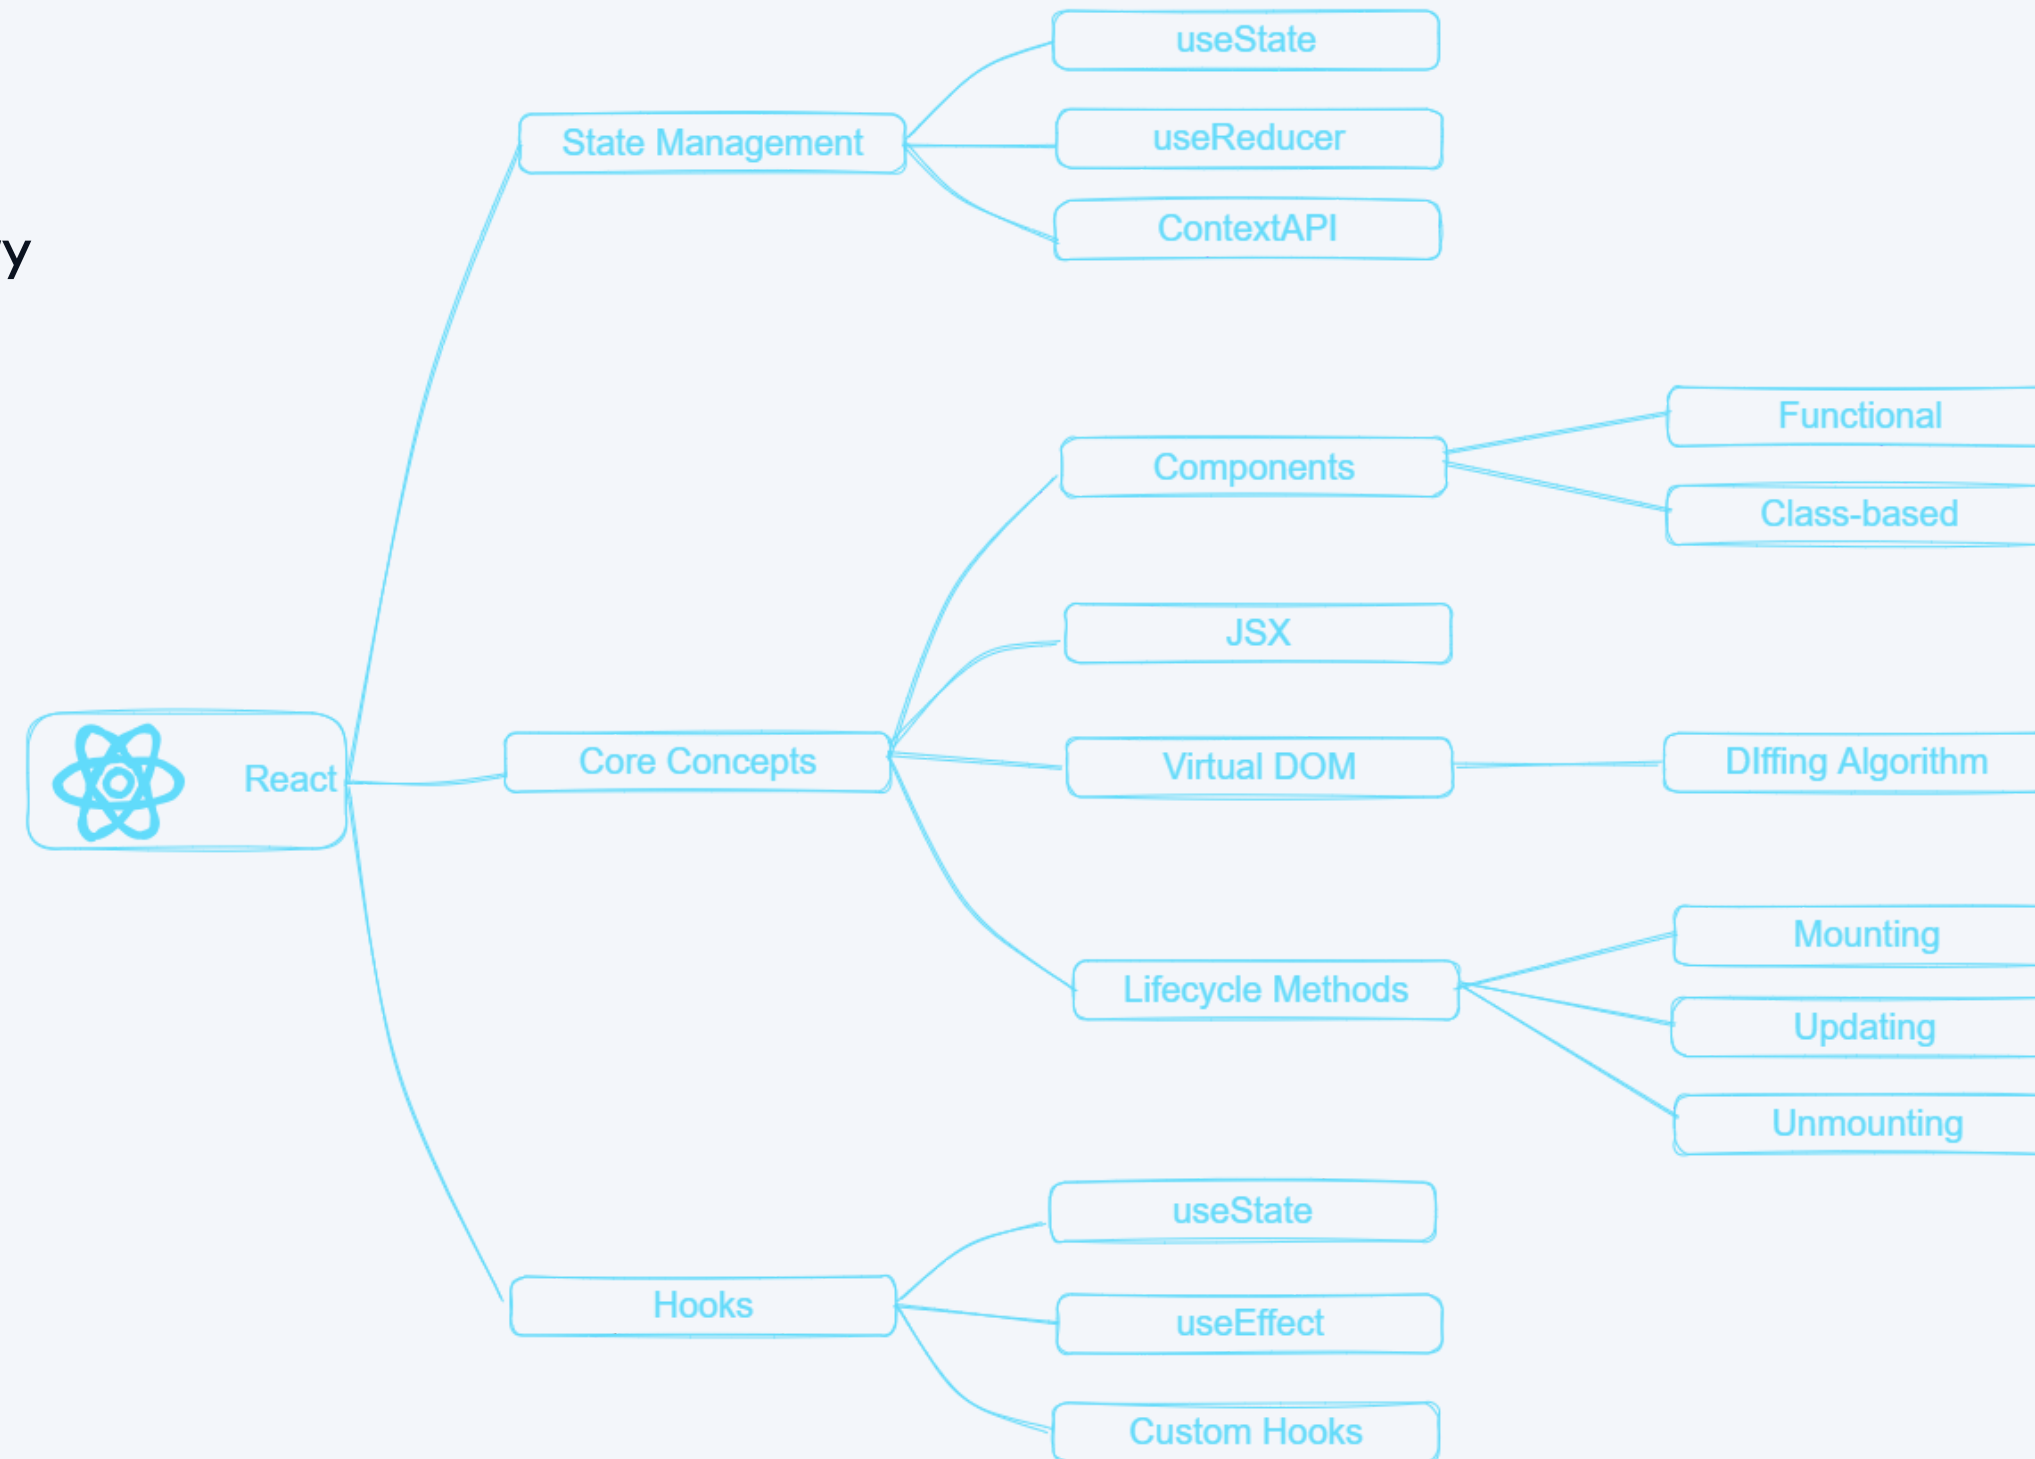 y
React
State Management
useState
useReducer
ContextAPI
Core Concepts
Components
Functional
Class-based
JSX
Virtual DOM
DIffing Algorithm
Lifecycle Methods
Mounting
Updating
Unmounting
Hooks
useState
useEffect
Custom Hooks